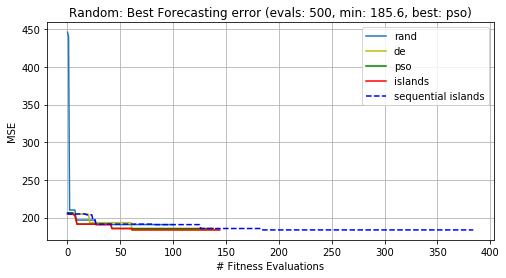 Random: Best Forecasting error (evals: 500, min: 185.6, best: pso)
rand
de
pso
islands
sequential islands
450
400
350
300
250
200
MSE
0 50 100 150 200 250 300 350 400
# Fitness Evaluations